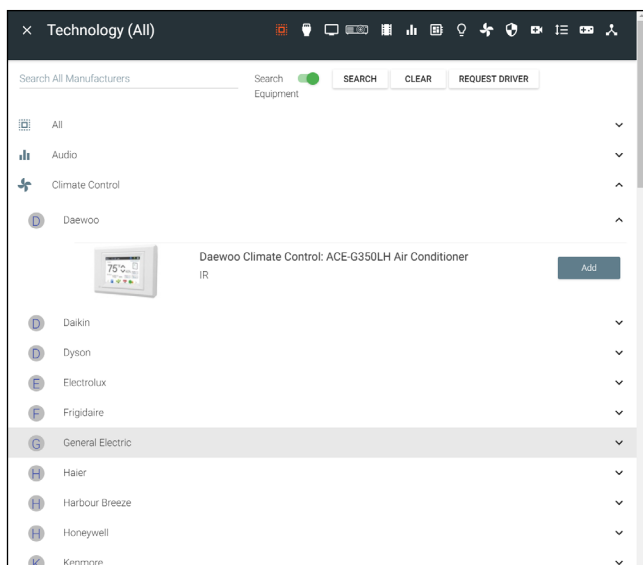 Technology (All)
Search All Manufacturers
Search
Equipment
SEARCH
CLEAR
REQUEST DRIVER
All
Audio
Climate Control
D
Daewoo
75°
Daewoo Climate Control: ACE-G350LH Air Conditioner
IR
Add
D
Daikin
D
Dyson
E
Electrolux
F
Frigidaire
G
General Electric
H
Haier
H
Harbour Breeze
H
Honeywell
K
Kenmore